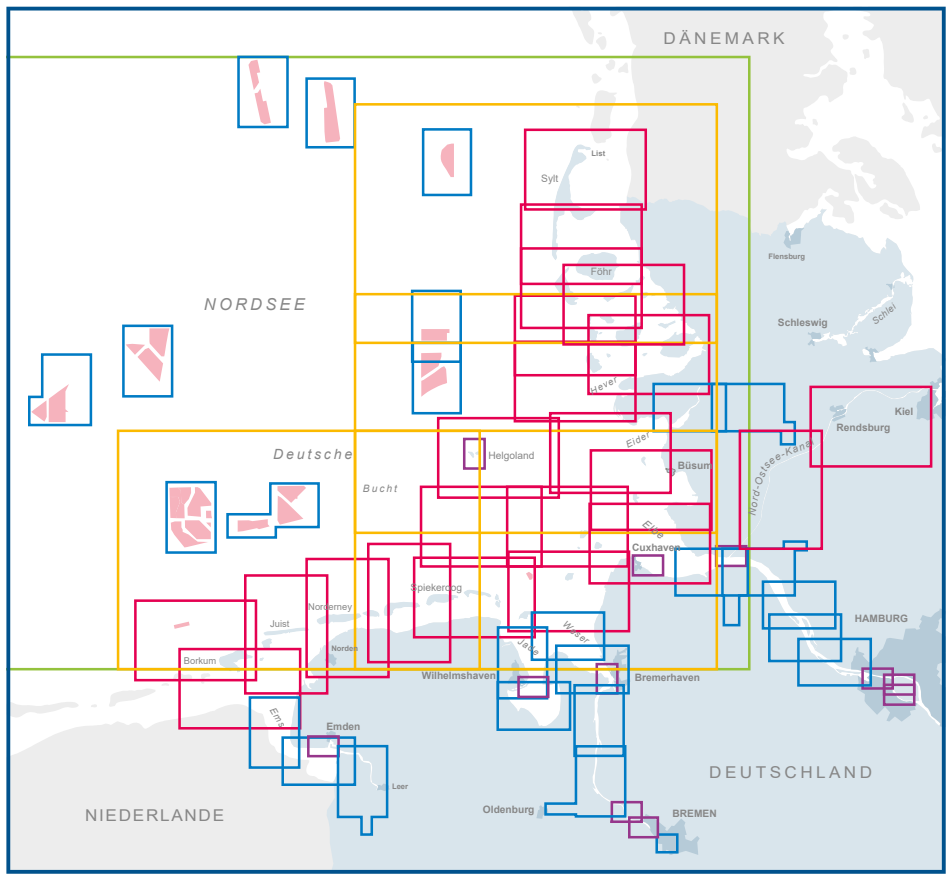 DÄNEMARK
List
Sylt
Flensburg
Föhr
NORDSEE
Schlei
Schleswig
Hever
Kiel
Rendsburg
Eider
Deutsche
Helgoland
Büsum
Nord-Ostsee-Kanal
Bucht
Elbe
Cuxhaven
Spiekeroog
Norderney
HAMBURG
Juist
Weser
Jade
Norden
Borkum
Wilhelmshaven
Bremerhaven
Ems
Emden
DEUTSCHLAND
Leer
Oldenburg
BREMEN
NIEDERLANDE